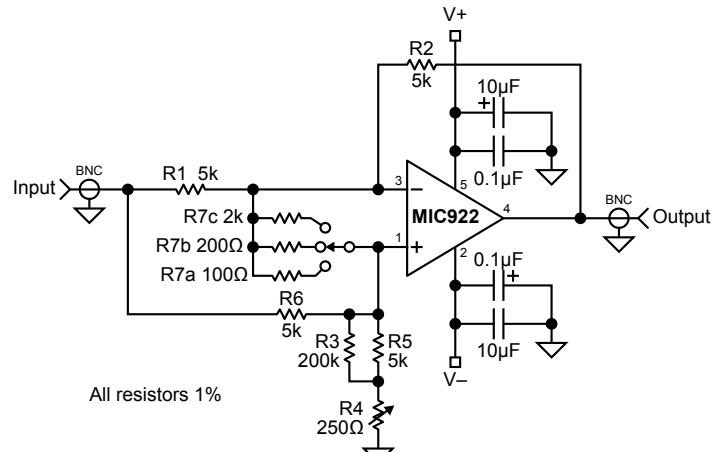 V+
R2
5k
10µF
+
BNC
R1 5k
Input
3
−
5
0.1µF
BNC
R7c 2k
MIC922
4
Output
R7b 200Ω
1
+
2
R7a 100Ω
0.1µF
+
R6
5k
R3
200k
R5
5k
10µF
V–
All resistors 1%
R4
250Ω